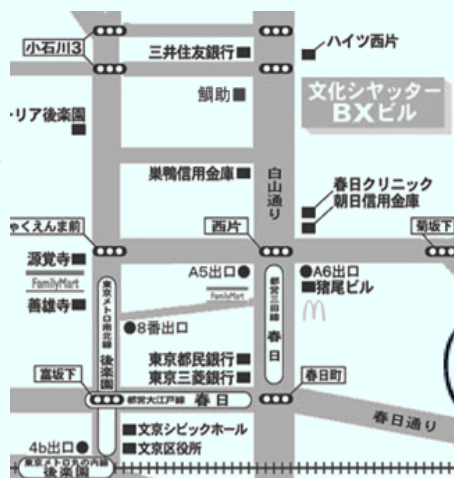 小石川3
三井住友銀行
ハイツ西片
鯛助
文化シヤッター
BXビル
ーリア後楽園
巣鴨信用金庫
白山通り
春日クリニック
朝日信用金庫
ゃくえんま前
西片
菊坂下
源覚寺
A5出口
A6出口
FamilyMart
FamilyMart
猪尾ビル
善雄寺
東京メトロ南北線
後楽園
都営三田線
春日
8番出口
東京都民銀行
東京三菱銀行
富坂下
都営大江戸線 春日
春日町
春日通り
文京シビックホール
4b出口
文京区役所
東京メトロ丸の内線
後楽園